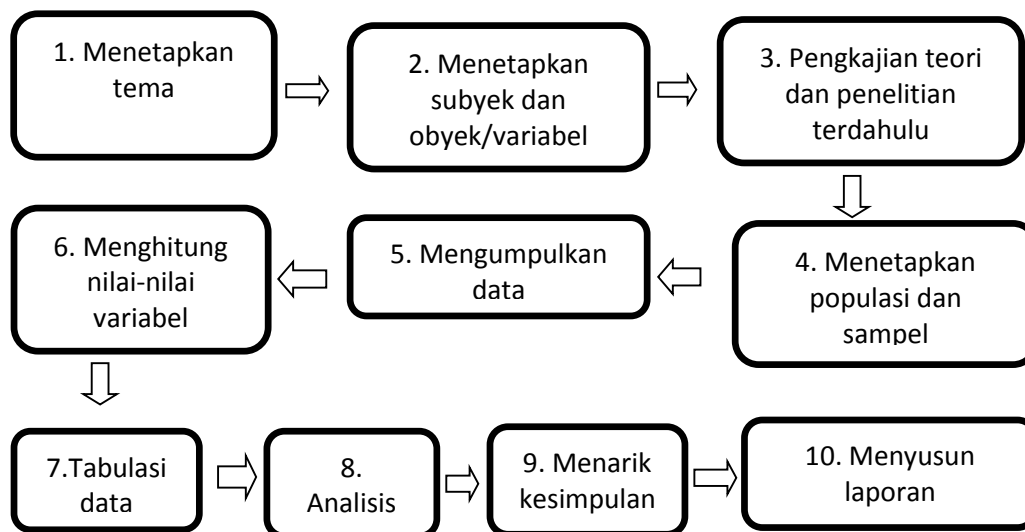 1. Menetapkan
tema
2. Menetapkan
subyek dan
obyek/variabel
3. Pengkajian teori
dan penelitian
terdahulu
4. Menetapkan
populasi dan
sampel
5. Mengumpulkan
data
6. Menghitung
nilai-nilai
variabel
7.Tabulasi
data
8.
Analisis
9. Menarik
kesimpulan
10. Menyusun
laporan